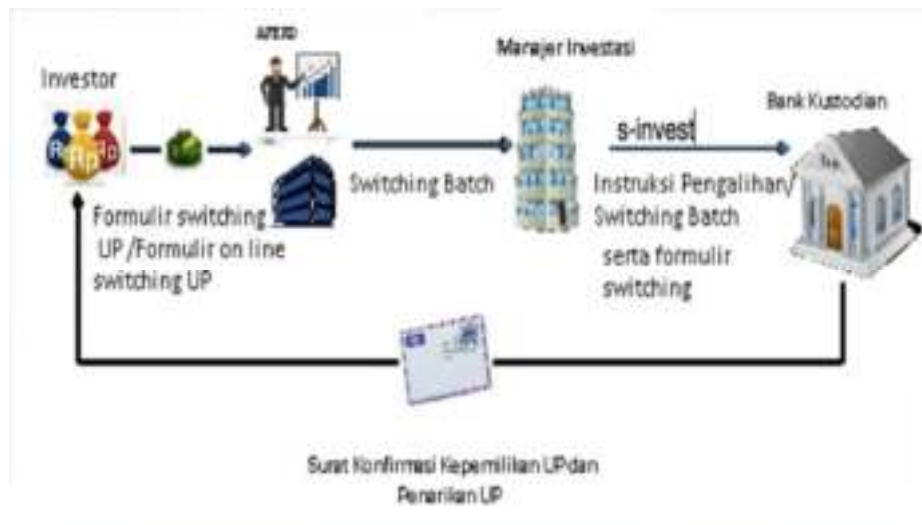 APERD
Manajer Investasi
Investor
Bank Kustodian
s-invest
Switching Batch
Instruksi Pengalihan/
Switching Batch
serta formulir
switching
Formulir switching
UP /Formulir on line
switching UP
Surat Konfirmasi Kepemilikan UP dan
Penarikan UP